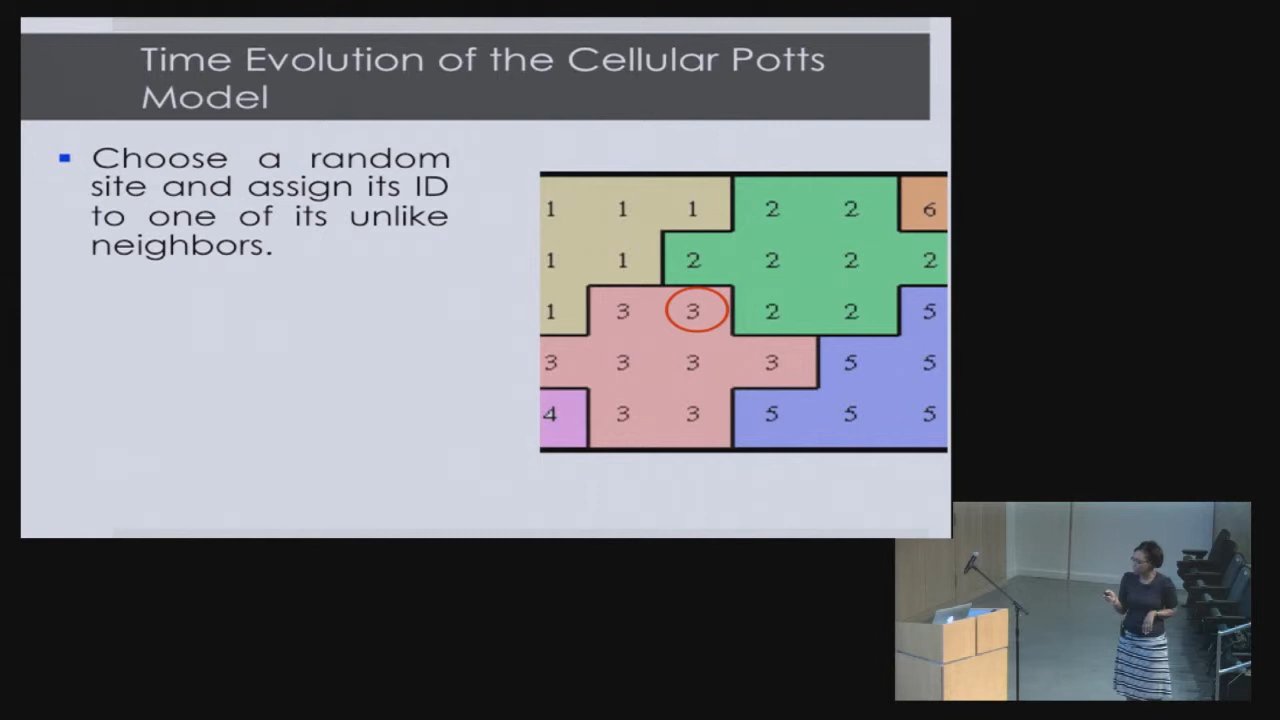 Time Evolution of the Cellular Potts
Model
Choose a random
site and assign its ID
to one of its unlike
neighbors.
1 1 1 2 2 6
1 1 2 2 2 2
1 3 3 2 2 5
3 3 3 3 5 5
4 3 3 5 5 5